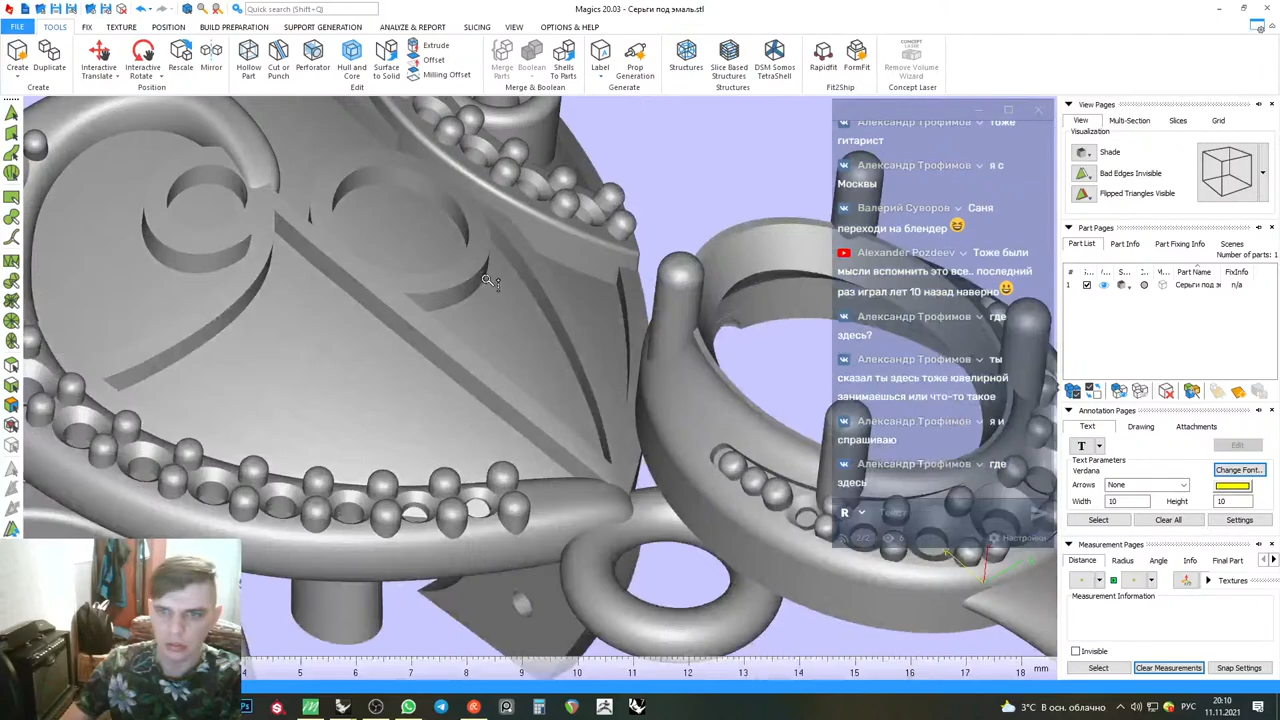 Quick search (Shift+Q)
Magics 20.03 - Серьги под эмаль.stl
FILE TOOLS FIX TEXTURE POSITION BUILD PREPARATION SUPPORT GENERATION ANALYZE & REPORT SLICING VIEW OPTIONS & HELP
Create Duplicate Interactive Translate Interactive Rotate Rescale Mirror Hollow Part Cut or Punch Perforator Hull and Core Surface to Solid Extrude Offset Milling Offset Merge Parts Boolean Shells To Parts Label Prop Generation Structures Slice Based Structures DSM Somos TetraShell Rapidfit FormFit Remove Volume Wizard
Create Position Edit Merge & Boolean Generate Structures Fit2Ship Concept Laser
Александр Трофимов тоже
гитарист
Александр Трофимов я с
Москвы
Валерий Суворов Саня
переходи на блендер
Alexander Pozdeev Тоже были
мысли вспомнить это все.. последний
раз играл лет 10 назад наверно
Александр Трофимов где
здесь?
Александр Трофимов ты
сказал ты здесь тоже ювелирной
занимаешься или что-то такое
Александр Трофимов я и
спрашиваю
Александр Трофимов где
здесь
R
2/2 6 Настройки
View Pages
View Multi-Section Slices Grid
Visualization
Shade
Bad Edges Invisible
Flipped Triangles Visible
Part Pages
Part List Part Info Part Fixing Info Scenes
Number of parts: 1
# Part Name FixInfo
1 Серьги под n/a
Annotation Pages
Text Drawing Attachments
T Edit
Text Parameters
Verdana Change Font...
Arrows None
Width 10 Height 10
Select Clear All Settings
Measurement Pages
Distance Radius Angle Info Final Part
Textures
Measurement Information
Invisible
Select Clear Measurements Snap Settings
4 5 6 7 8 9 10 11 12 13 14 15 16 17 18 mm
3°C В осн. облачно РУС 20:10
11.11.2021